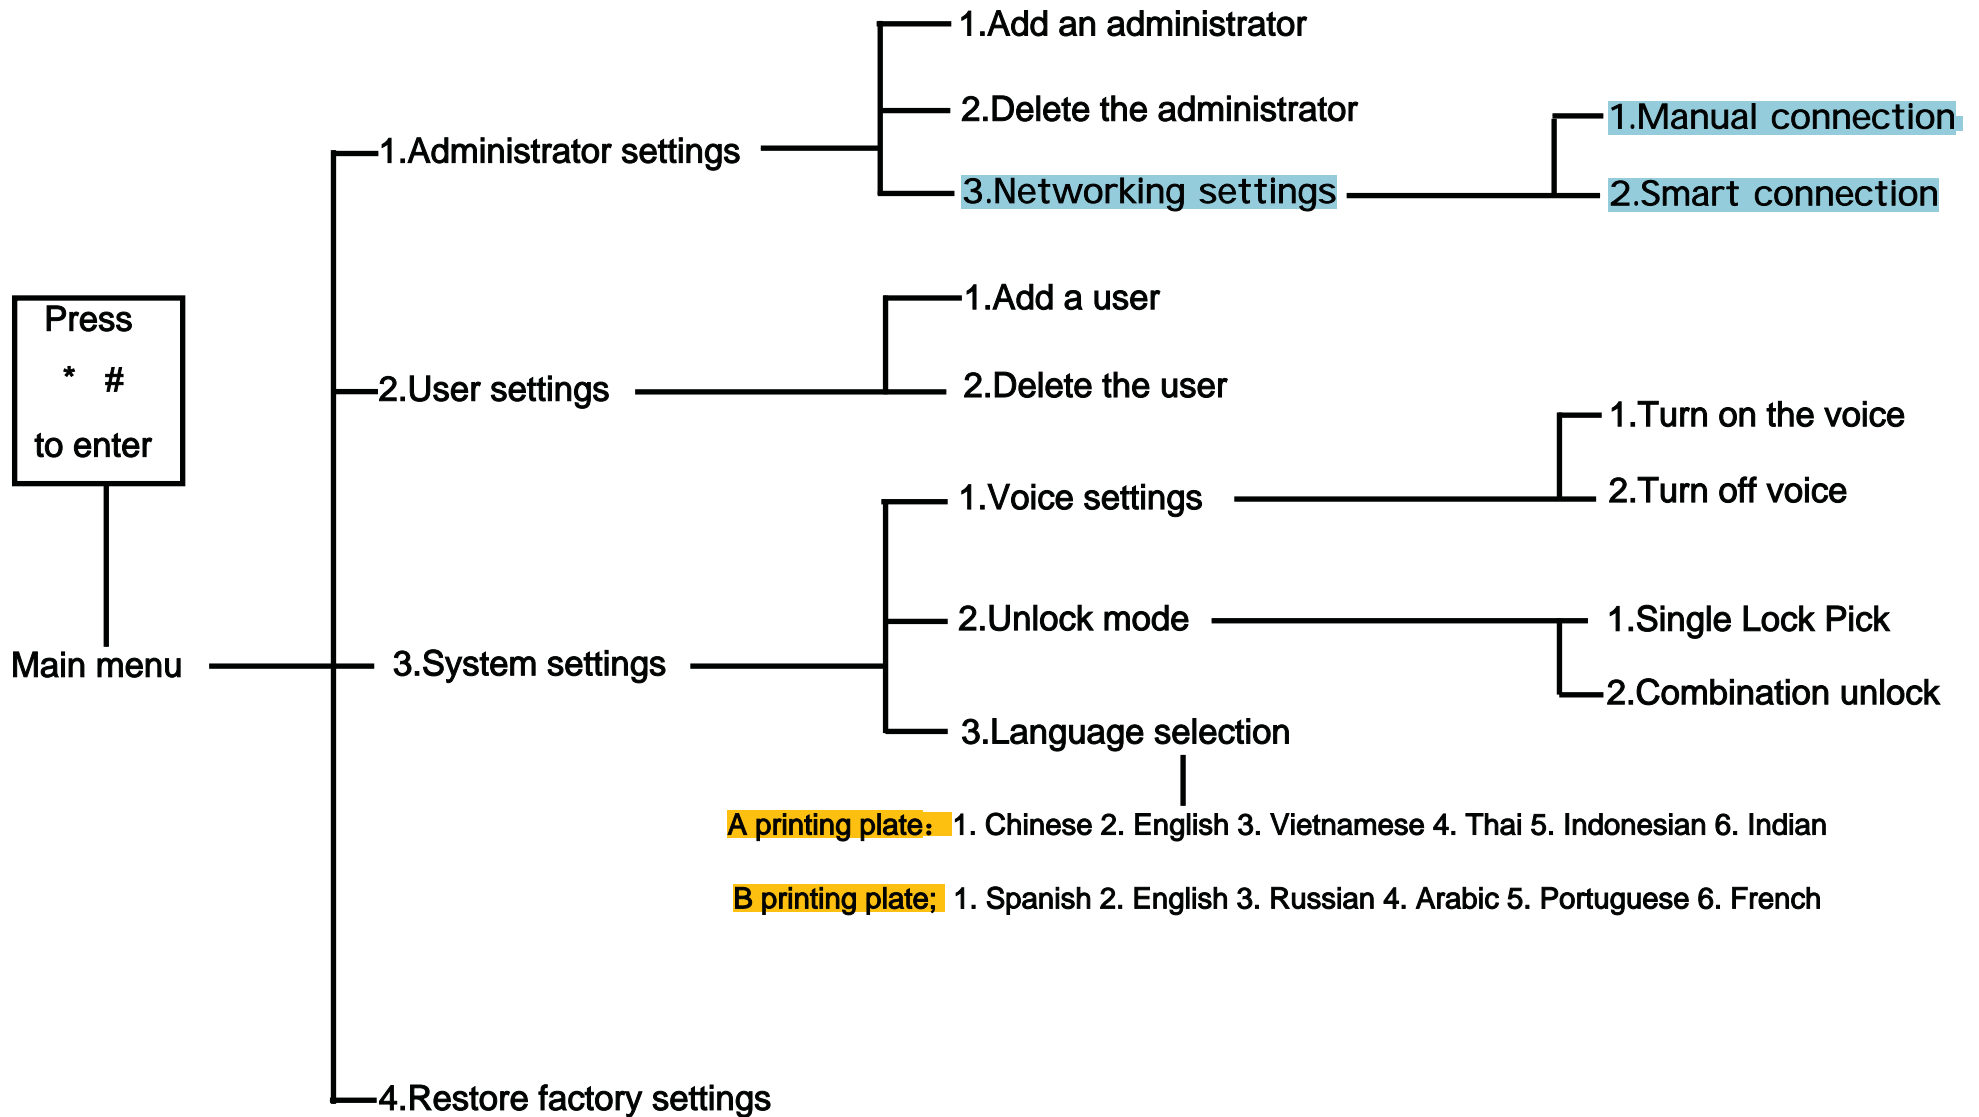 Press
* #
to enter
Main menu
1.Administrator settings
1.Add an administrator
2.Delete the administrator
3.Networking settings
1.Manual connection
2.Smart connection
2.User settings
1.Add a user
2.Delete the user
3.System settings
1.Voice settings
1.Turn on the voice
2.Turn off voice
2.Unlock mode
1.Single Lock Pick
2.Combination unlock
3.Language selection
A printing plate： 1. Chinese 2. English 3. Vietnamese 4. Thai 5. Indonesian 6. Indian
B printing plate; 1. Spanish 2. English 3. Russian 4. Arabic 5. Portuguese 6. French
4.Restore factory settings